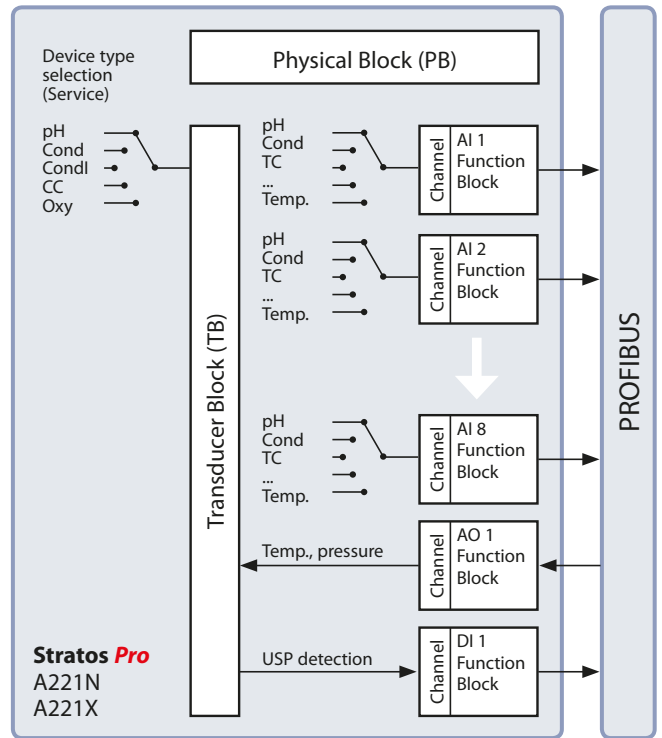 Physical Block (PB)
Device type
selection
(Service)
pH
Cond
CondI
CC
Oxy
Transducer Block (TB)
pH
Cond
TC
...
Temp.
Channel
AI 1
Function
Block
pH
Cond
TC
...
Temp.
Channel
AI 2
Function
Block
pH
Cond
TC
...
Temp.
Channel
AI 8
Function
Block
Temp., pressure
Channel
AO 1
Function
Block
USP detection
Channel
DI 1
Function
Block
PROFIBUS
Stratos Pro
A221N
A221X